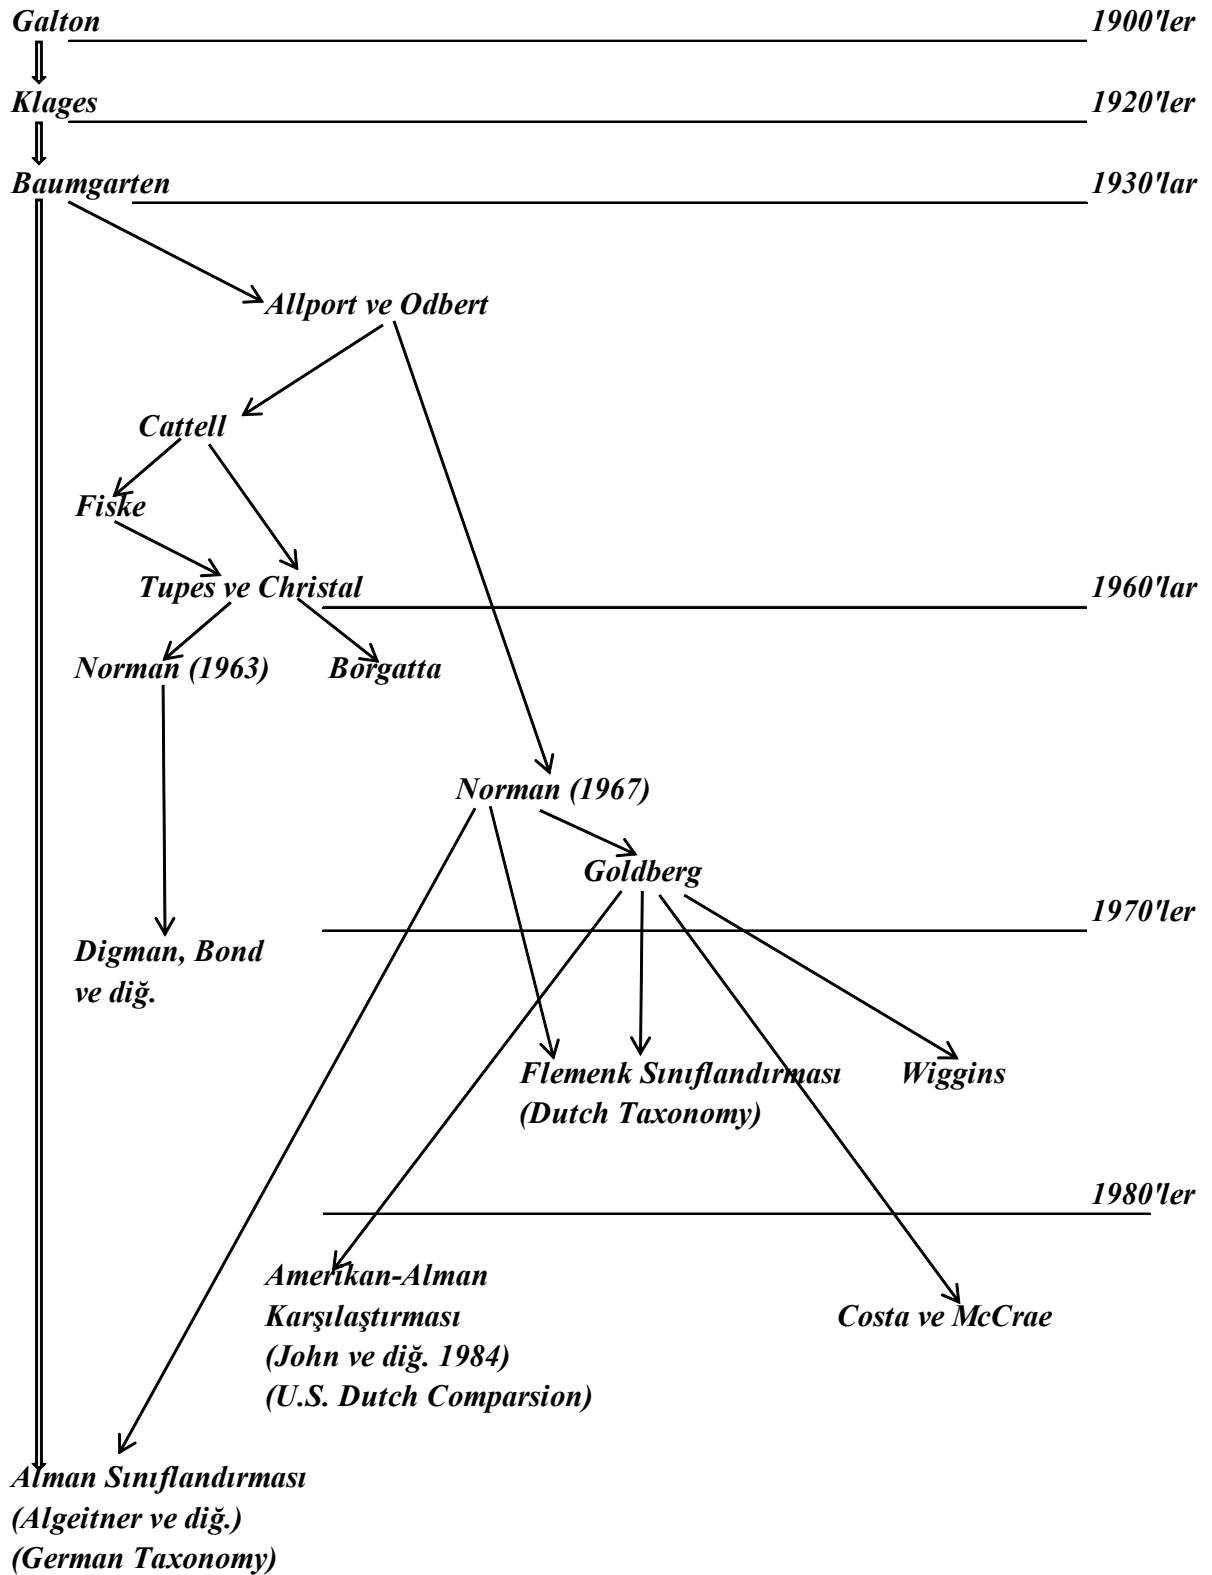 Galton
1900'ler
Klages
1920'ler
Baumgarten
1930'lar
Allport ve Odbert
Cattell
Fiske
Tupes ve Christal
1960'lar
Norman (1963)
Borgatta
Norman (1967)
Goldberg
1970'ler
Digman, Bond
ve diğ.
Flemenk Sınıflandırması
(Dutch Taxonomy)
Wiggins
1980'ler
Amerikan-Alman
Karşılaştırması
(John ve diğ. 1984)
(U.S. Dutch Comparsion)
Costa ve McCrae
Alman Sınıflandırması
(Algeitner ve diğ.)
(German Taxonomy)